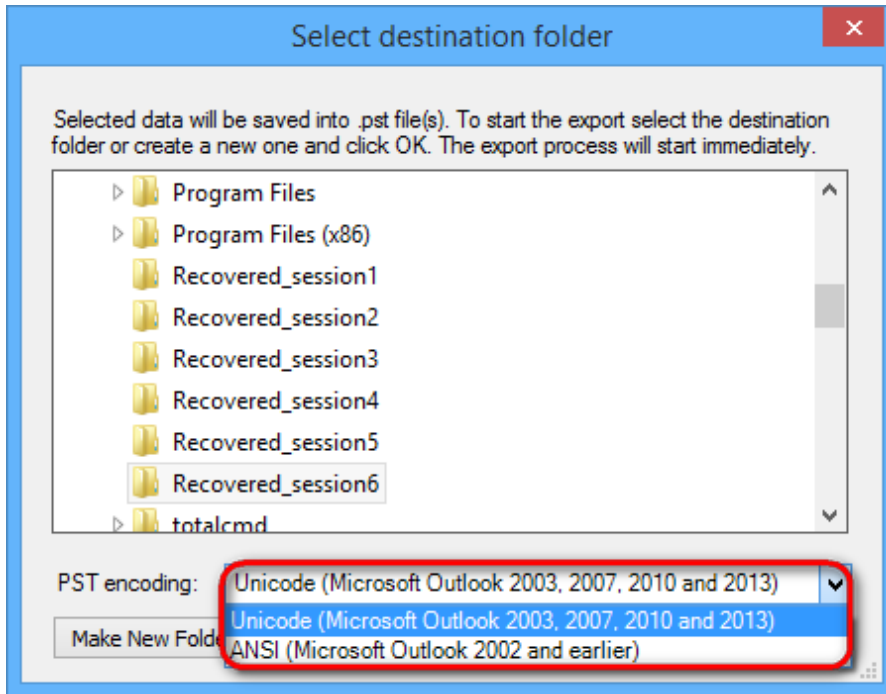 Select destination folder
Selected data will be saved into .pst file(s). To start the export select the destination
folder or create a new one and click OK. The export process will start immediately.
Program Files
Program Files (x86)
Recovered_session1
Recovered_session2
Recovered_session3
Recovered_session4
Recovered_session5
Recovered_session6
totalcmd
PST encoding: Unicode (Microsoft Outlook 2003, 2007, 2010 and 2013)
Unicode (Microsoft Outlook 2003, 2007, 2010 and 2013)
Make New Folde
ANSI (Microsoft Outlook 2002 and earlier)